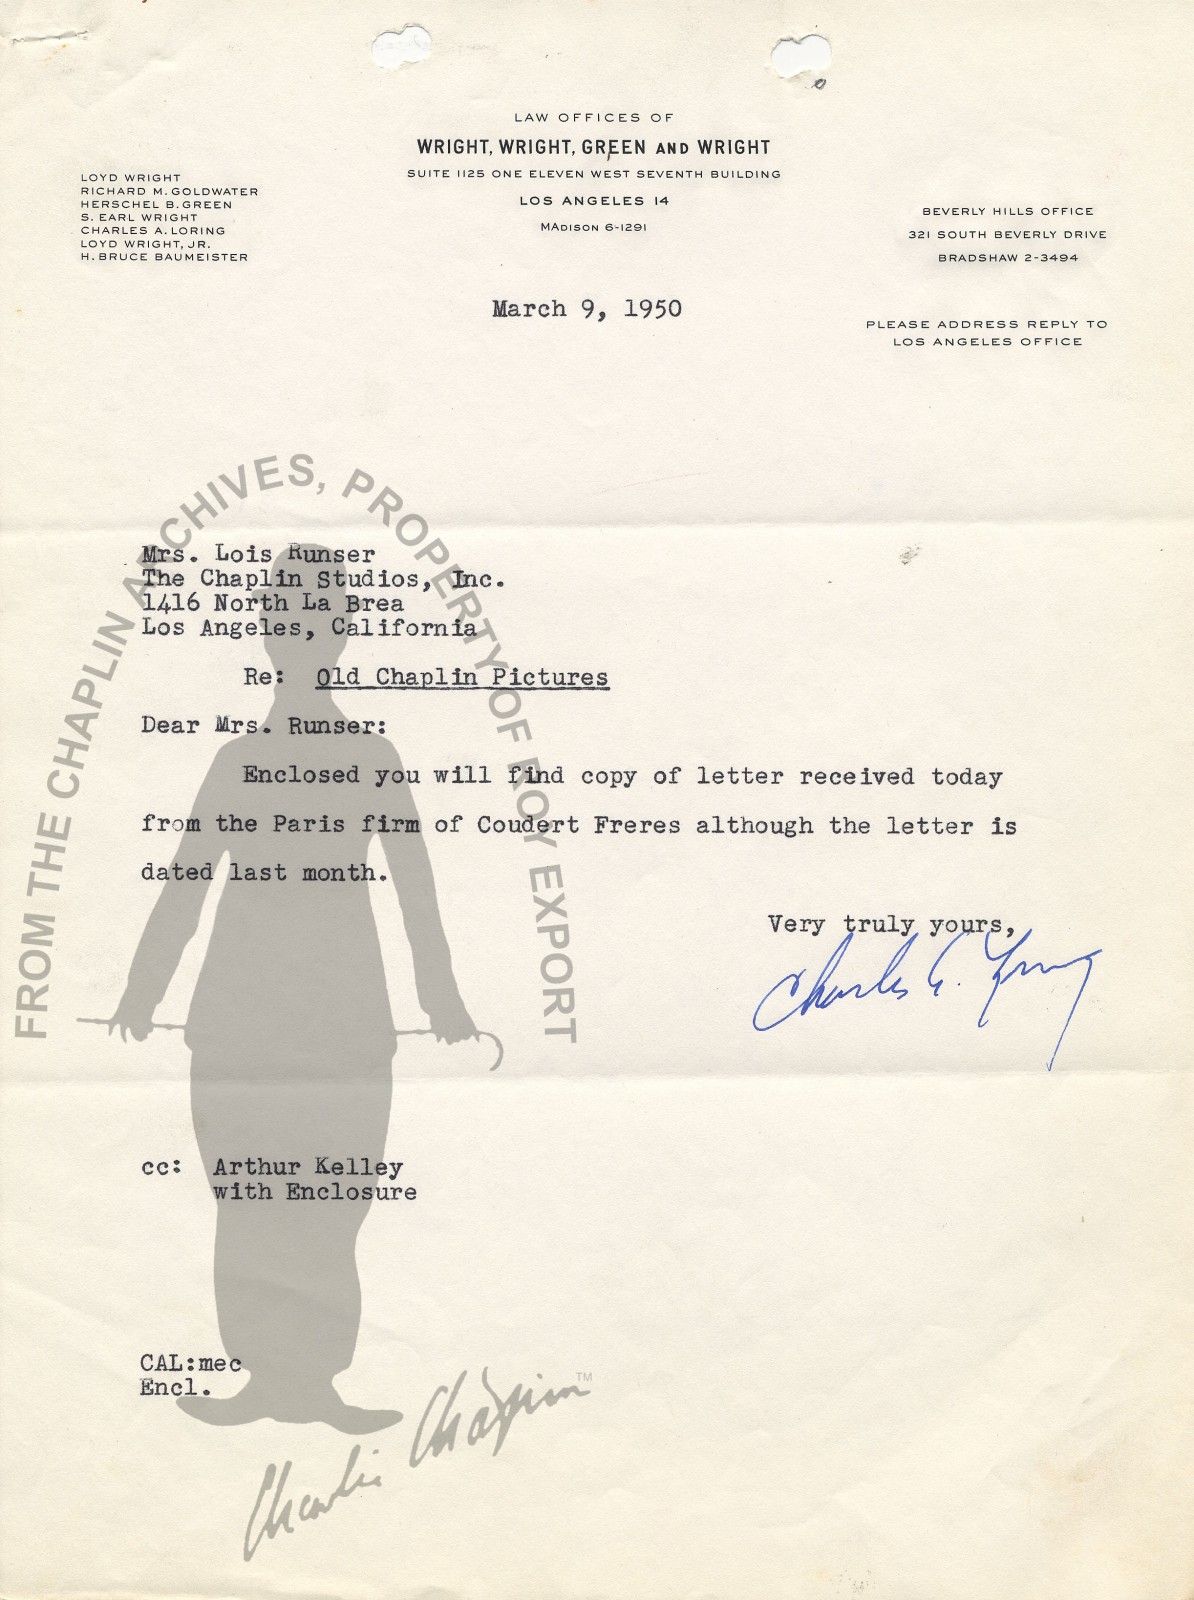 LAW OFFICES OF
WRIGHT, WRIGHT, GREEN AND WRIGHT
SUITE 1125 ONE ELEVEN WEST SEVENTH BUILDING
LOS ANGELES 14
MADISON 6-1291
LOYD WRIGHT
RICHARD M. GOLDWATER
HERSCHEL B. GREEN
S. EARL WRIGHT
CHARLES A. LORING
LOYD WRIGHT, JR.
H. BRUCE BAUMEISTER
BEVERLY HILLS OFFICE
321 SOUTH BEVERLY DRIVE
BRADSHAW 2-3494
PLEASE ADDRESS REPLY TO
LOS ANGELES OFFICE
March 9, 1950
Mrs. Lois Runser
The Chaplin Studios, Inc.
1416 North La Brea
Los Angeles, California
Re: Old Chaplin Pictures
Dear Mrs. Runser:
Enclosed you will find copy of letter received today
from the Paris firm of Coudert Freres although the letter is
dated last month.
Very truly yours,
Charles A. Loring
cc: Arthur Kelley
with Enclosure
CAL:mec
Encl.
FROM THE CHAPLIN ARCHIVES, PROPERTY OF ROY EXPORT
Charlie Chaplin TM